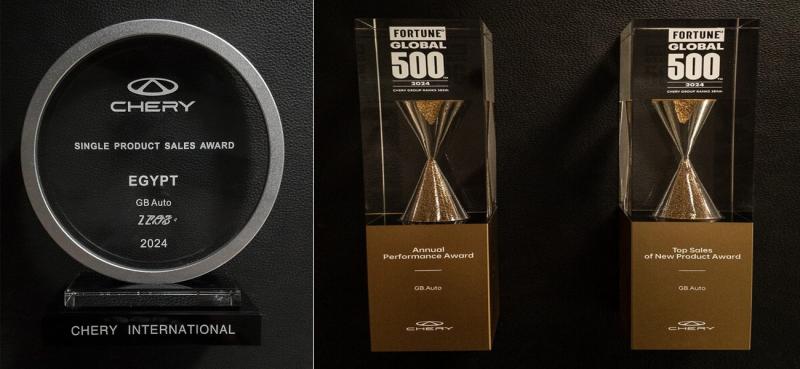 CHERY
SINGLE PRODUCT SALES AWARD
EGYPT
GB Auto
2024
CHERY INTERNATIONAL
FORTUNE
GLOBAL
500
2024
Annual
Performance Award
GB Auto
CHERY
FORTUNE
GLOBAL
500
2024
Top Sales
of New Product Award
GB Auto
CHERY